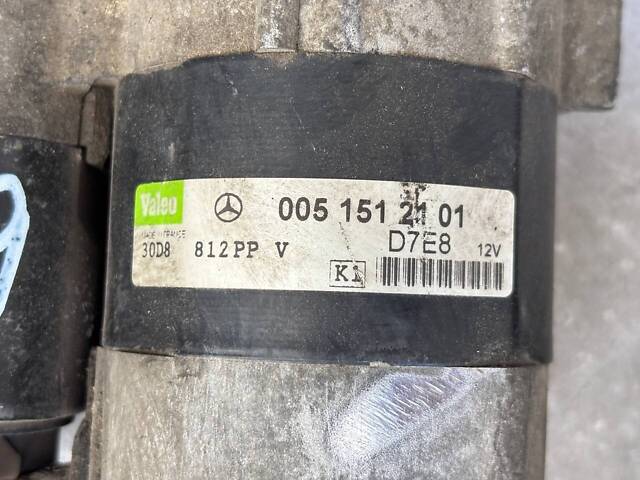 Valeo 005 151 21 01
MADE IN FRANCE D7E8 12V
30D8 812PP V
K1